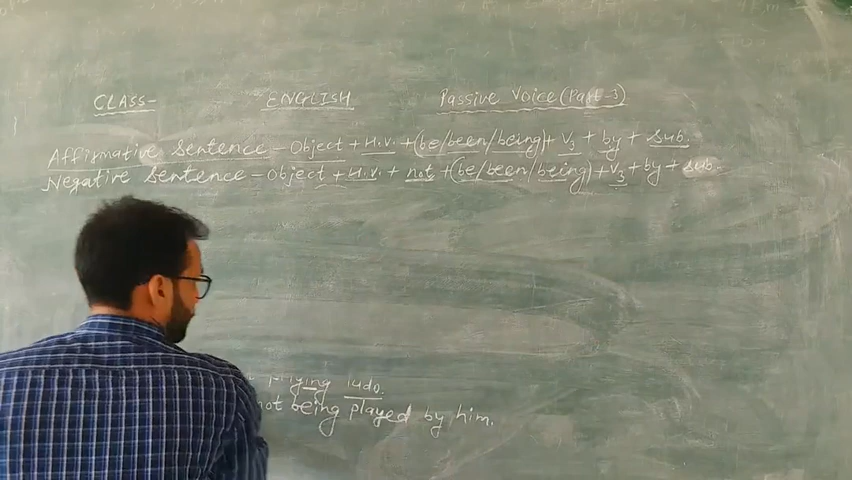 CLASS- ENGLISH Passive Voice (Part-3)
Affirmative Sentence - Object + H.V. + (be/been/being) + V3 + by + sub.
Negative Sentence - Object + H.V. + not + (be/been/being) + V3 + by + sub.
ludo.
not being played by him.